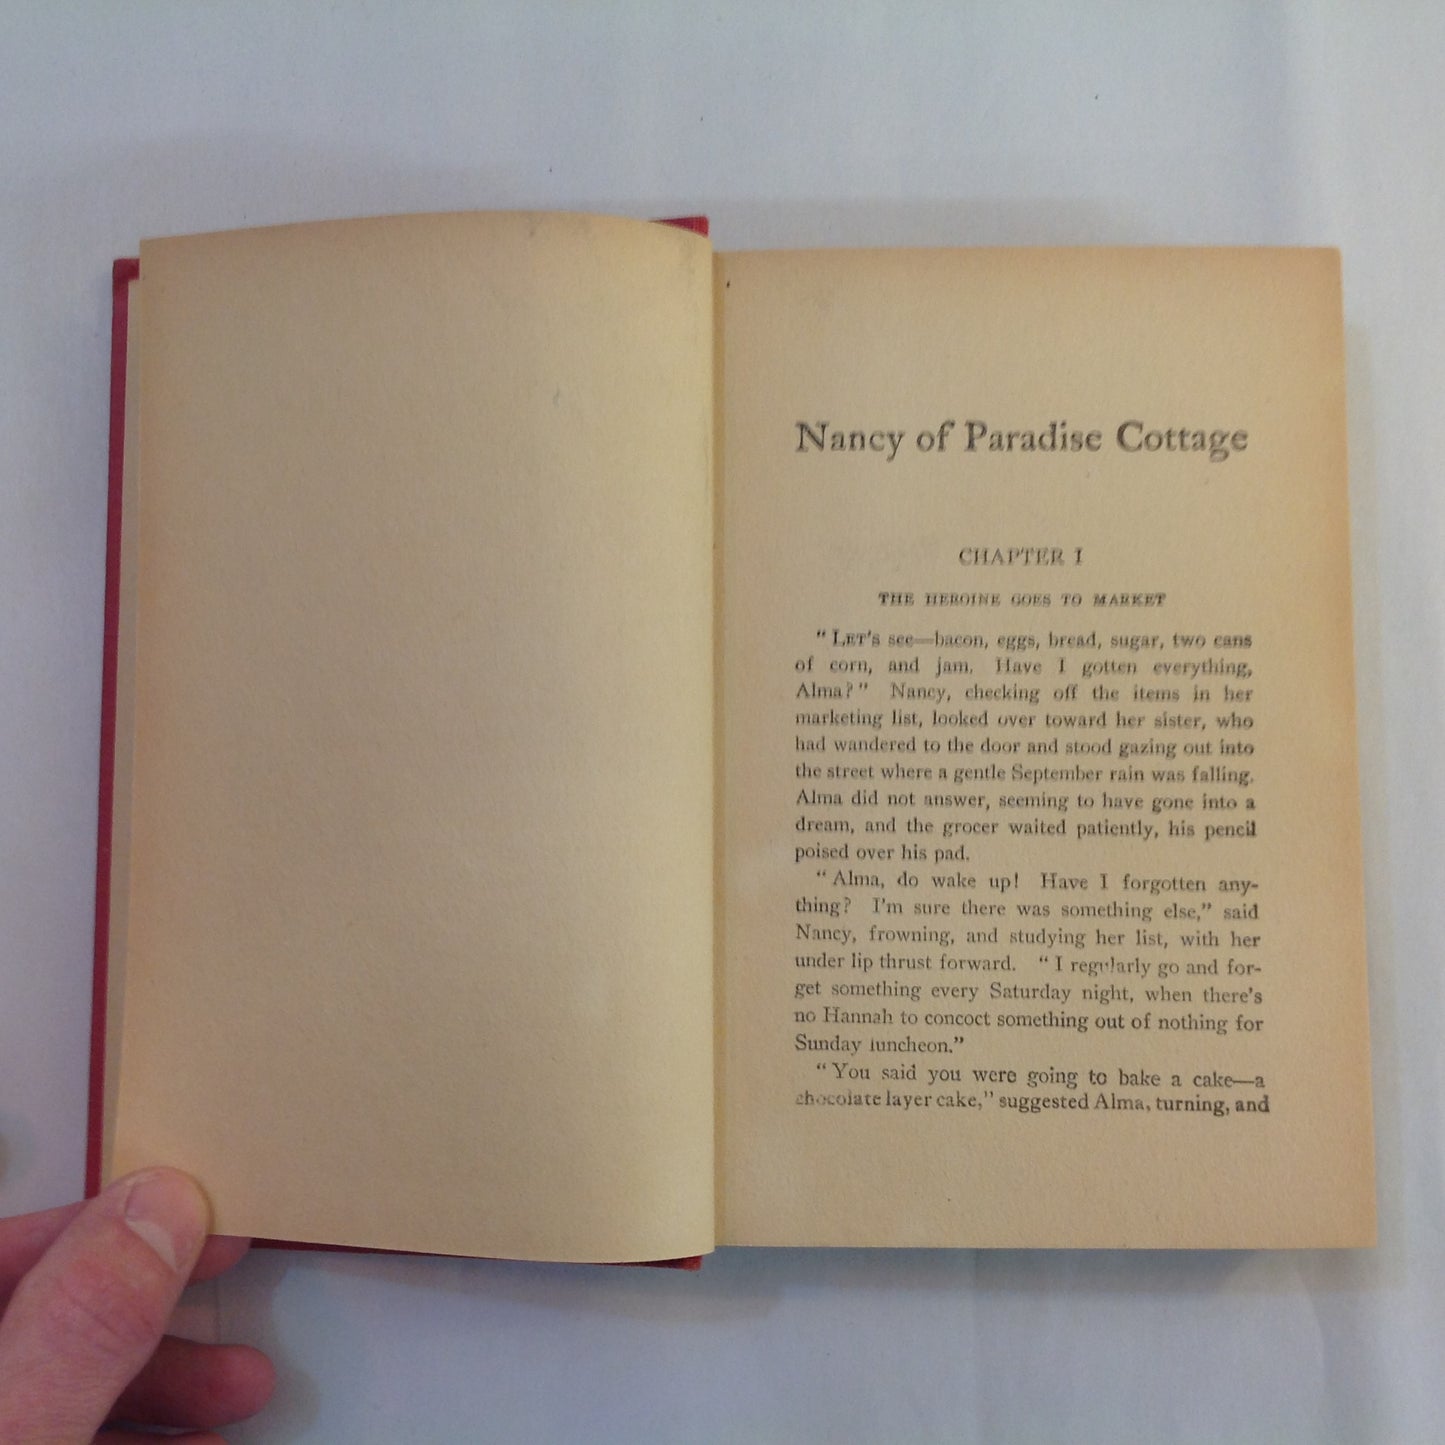 Nancy of Paradise Cottage
CHAPTER I
THE HEROINE GOES TO MARKET
“ LET’S see—bacon, eggs, bread, sugar, two cans
of corn, and jam. Have I gotten everything,
Alma? ” Nancy, checking off the items in her
marketing list, looked over toward her sister, who
had wandered to the door and stood gazing out into
the street where a gentle September rain was falling.
Alma did not answer, seeming to have gone into a
dream, and the grocer waited patiently, his pencil
poised over his pad.
“ Alma, do wake up! Have I forgotten any-
thing? I’m sure there was something else,” said
Nancy, frowning, and studying her list, with her
under lip thrust forward. “ I regularly go and for-
get something every Saturday night, when there’s
no Hannah to concoct something out of nothing for
Sunday luncheon.”
“ You said you were going to bake a cake—a
chocolate layer cake,” suggested Alma, turning, and